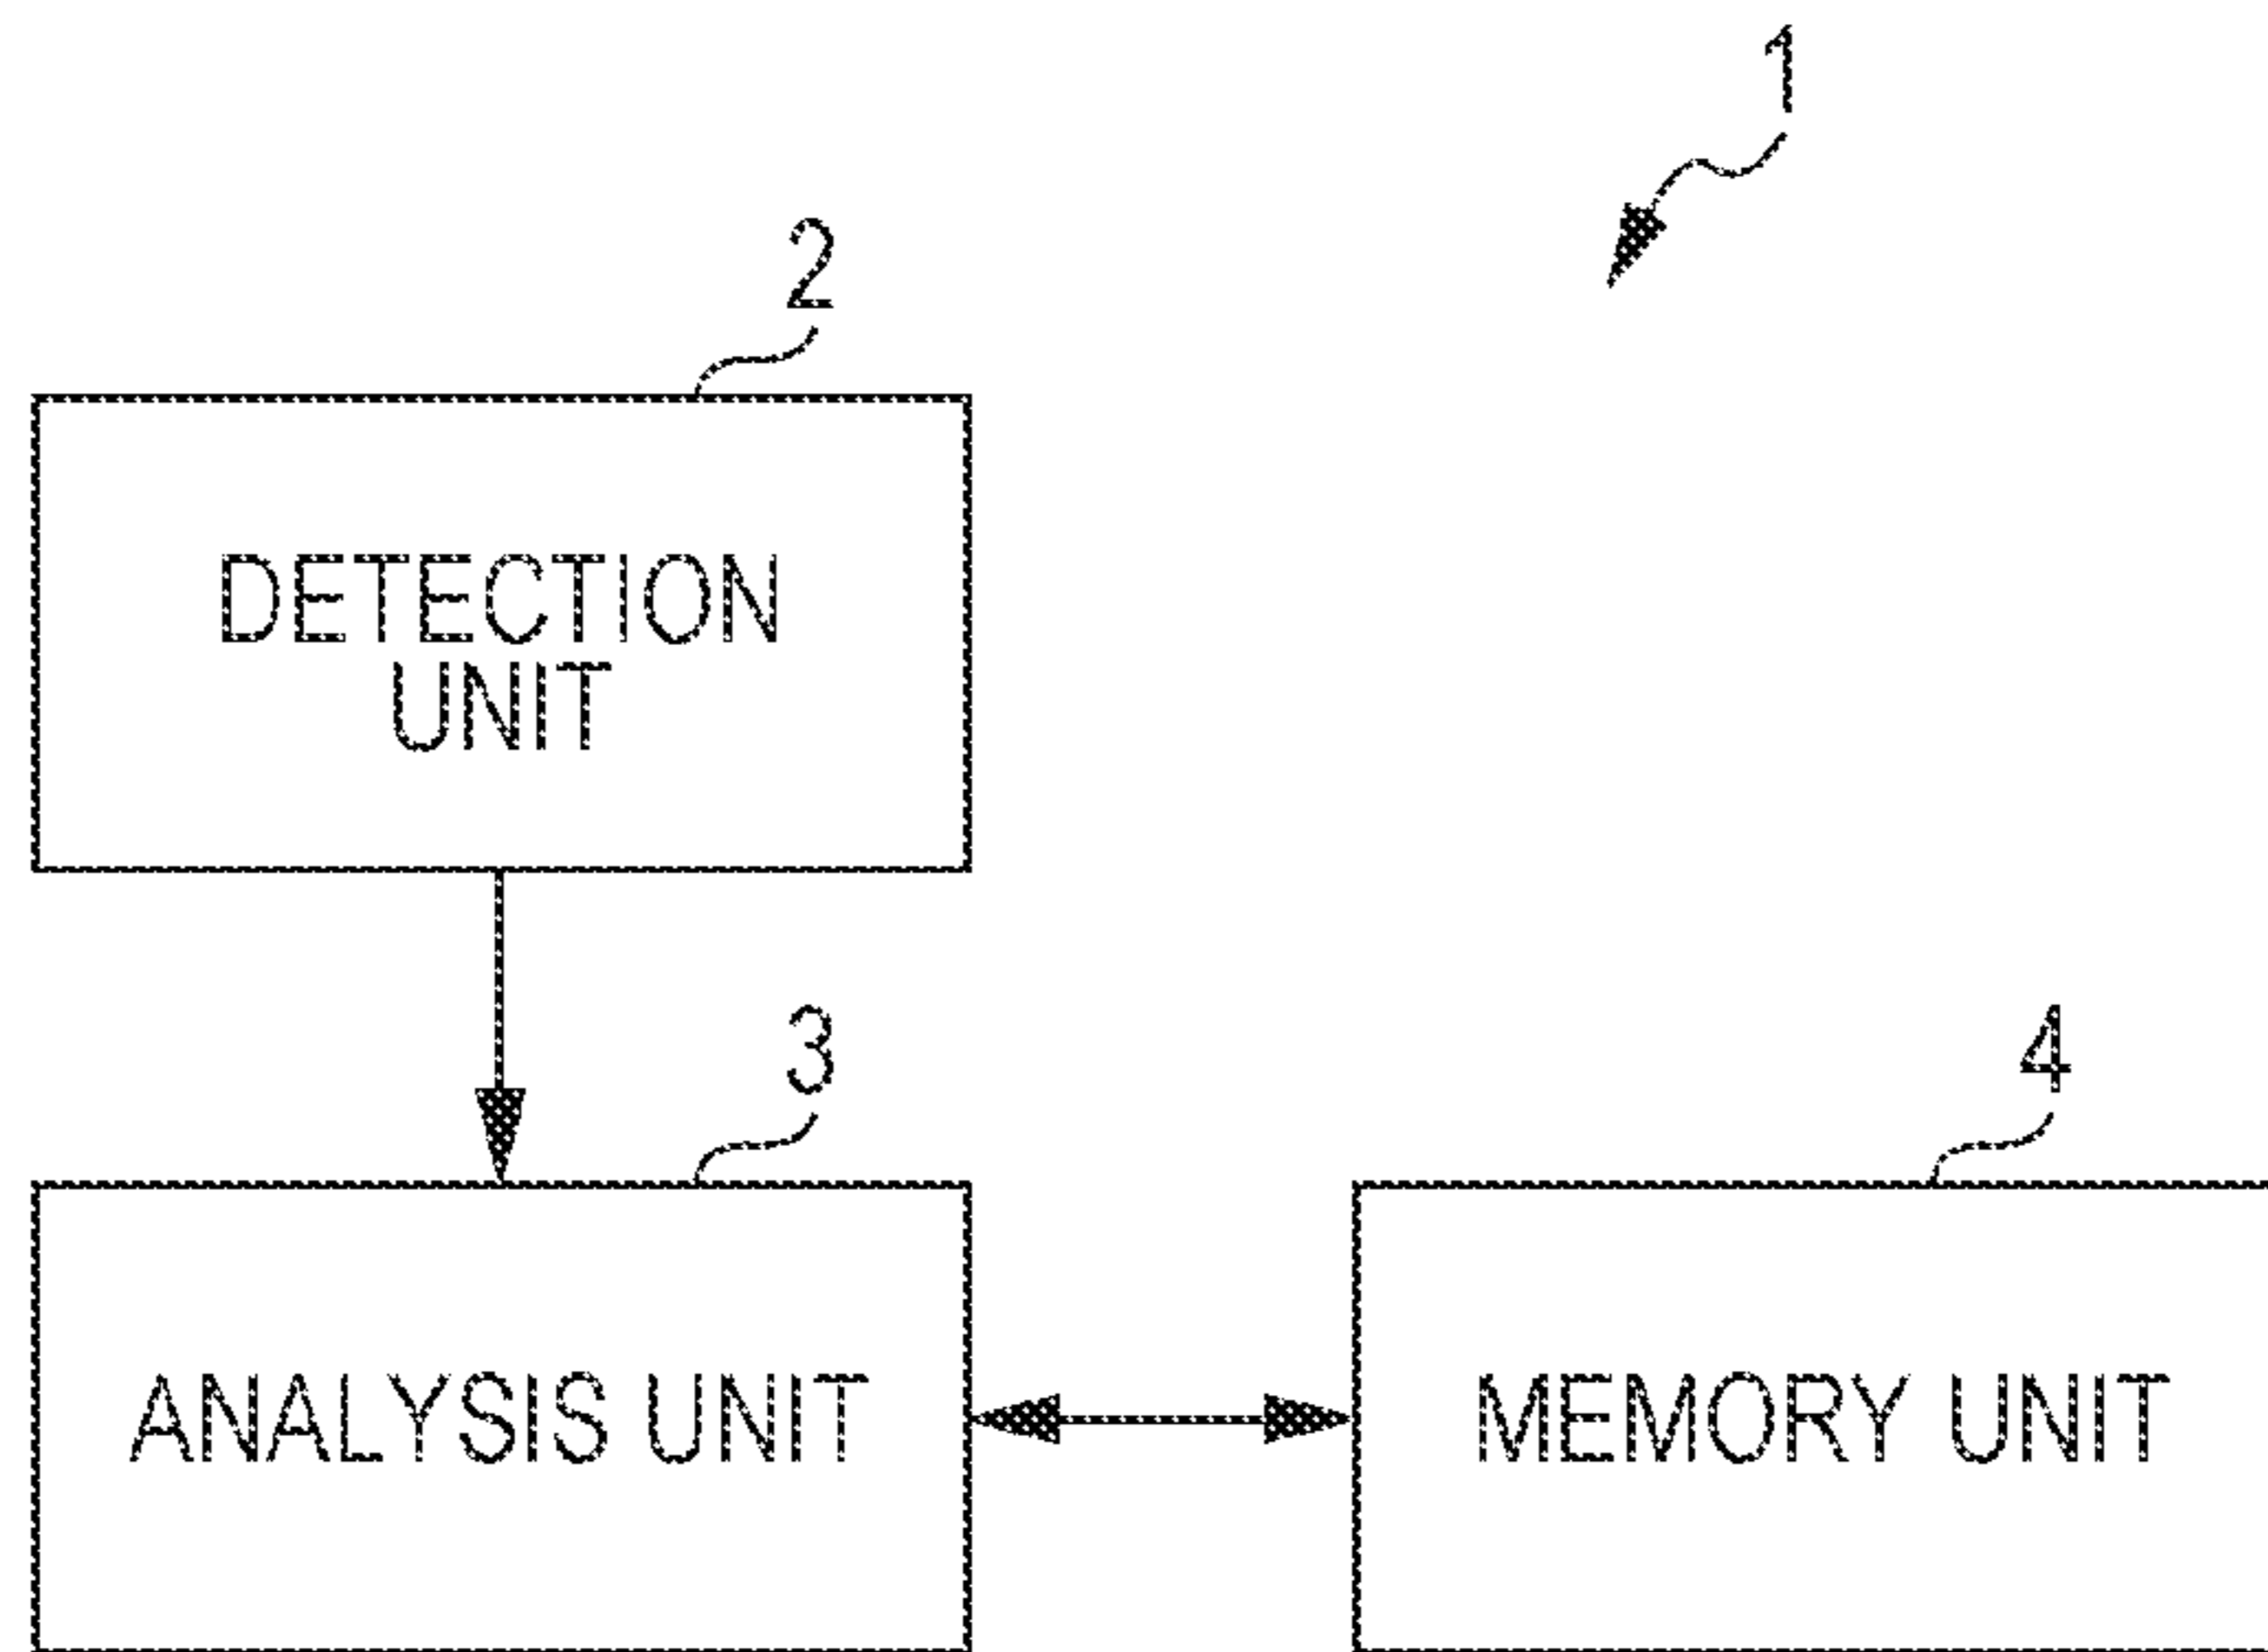 1
2
DETECTION
UNIT
3
4
ANALYSIS UNIT
MEMORY UNIT